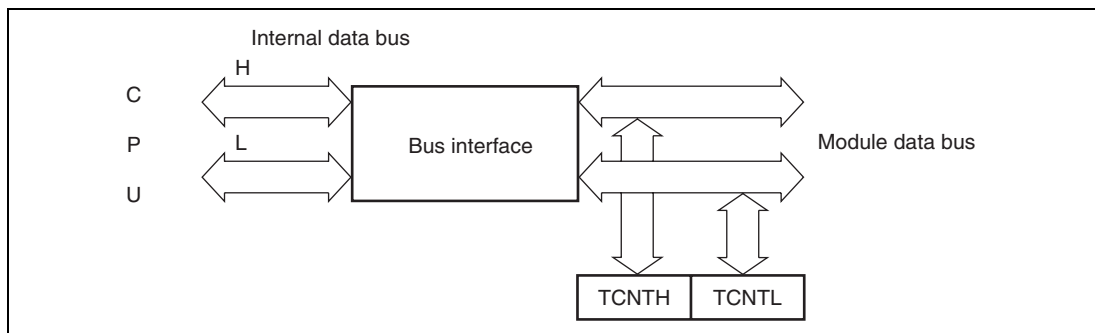 Internal data bus
H
C
P
L
U
Bus interface
Module data bus
TCNTH
TCNTL